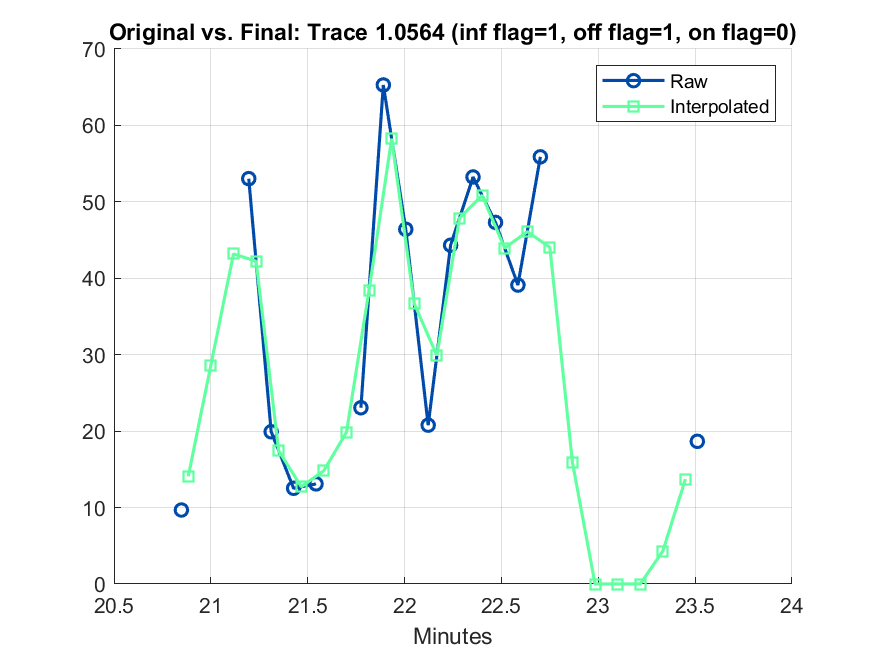 Original vs. Final: Trace 1.0564 (inf flag=1, off flag=1, on flag=0)
70
60
50
40
30
20
10
0
Raw
Interpolated
20.5 21 21.5 22 22.5 23 23.5 24
Minutes